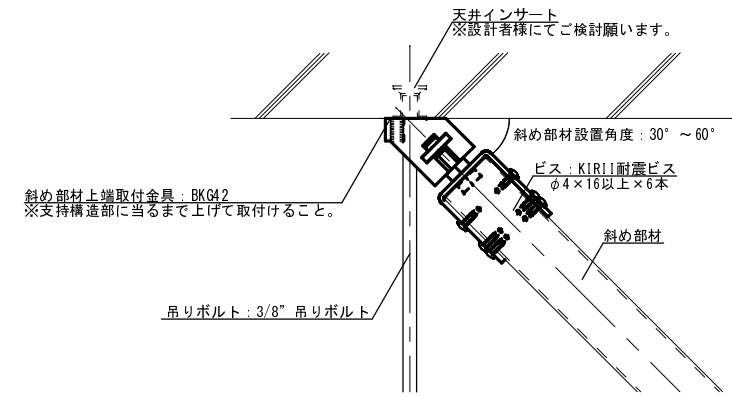 天井インサート
※設計者様にてご検討願います。
斜め部材設置角度：30°～60°
ビス：KIRII耐震ビス
φ4×16以上×6本
斜め部材上端取付金具：BKG42
※支持構造部に当るまで上げて取付けること。
斜め部材
吊りボルト：3/8”吊りボルト